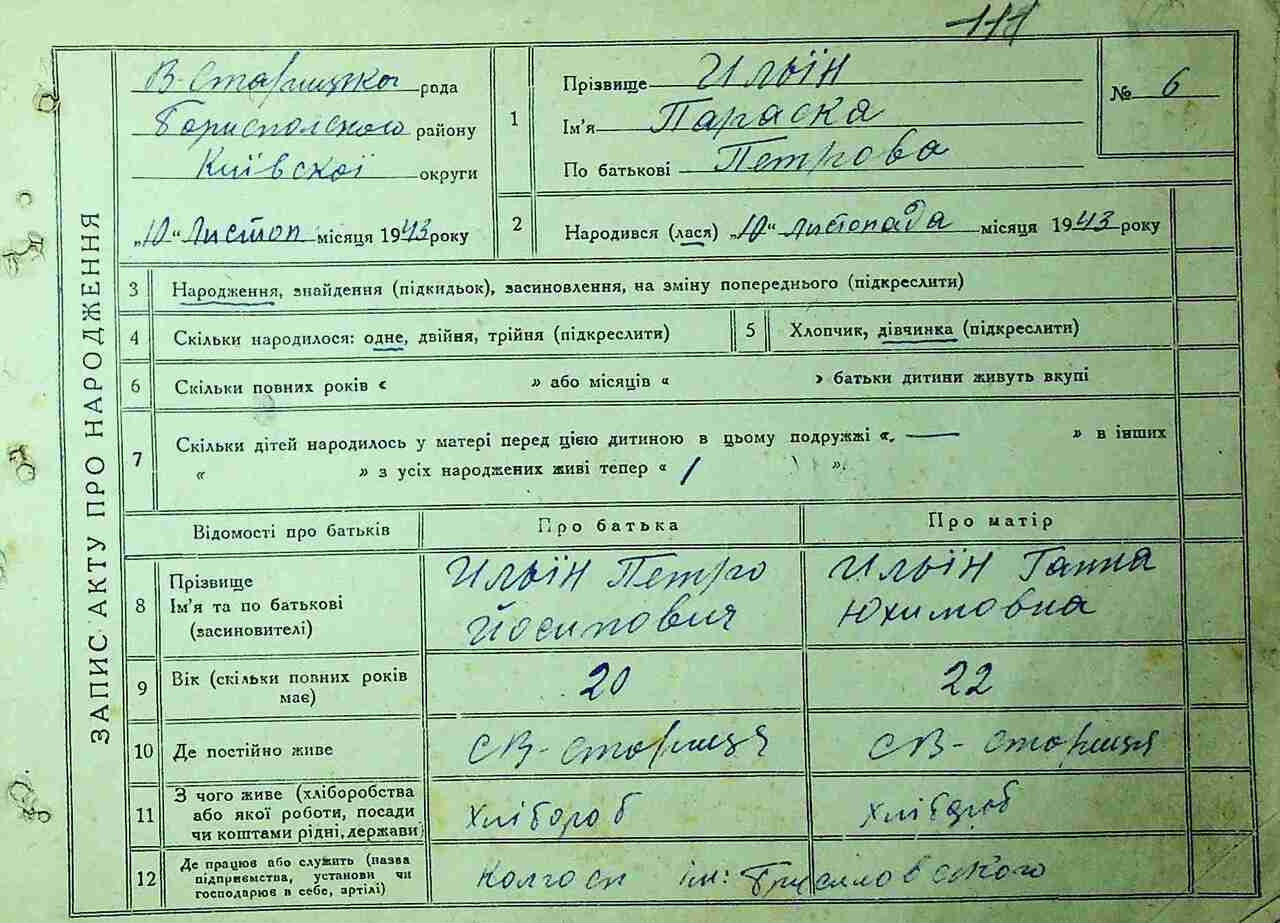 111
ЗАПИС АКТУ ПРО НАРОДЖЕННЯ
В-Старицька рада
Бориспольского району
Київскої округи
„10“ Листоп місяця 1943 року
1
Прізвище Ильїн
Ім'я Параска
По батькові Петрова
№ 6
2
Народився (лася) „10“ листопада місяця 1943 року
3 Народження, знайдення (підкидьок), засиновлення, на зміну попереднього (підкреслити)
4 Скільки народилося: одне, двійня, трійня (підкреслити)
5 Хлопчик, дівчинка (підкреслити)
6 Скільки повних років « » або місяців « » батьки дитини живуть вкупі
7 Скільки дітей народилось у матері перед цією дитиною в цьому подружжі « — » в інших
« » з усіх народжених живі тепер « 1 ».
Відомості про батьків
Про батька
Про матір
8
Прізвище
Ім'я та по батькові
(засиновителі)
Ильїн Петро
Йосипович
Ильїн Ганна
Юхимовна
9
Вік (скільки повних років
має)
20
22
10 Де постійно живе
С В-Стариця
С В-Стариця
11
З чого живе (хліборобства
або якої роботи, посади
чи коштами рідні, держави)
Хлібороб
Хлібороб
12
Де працює або служить (назва
підприємства, установи чи
господарює в себе, артілі)
Колгосп ім: